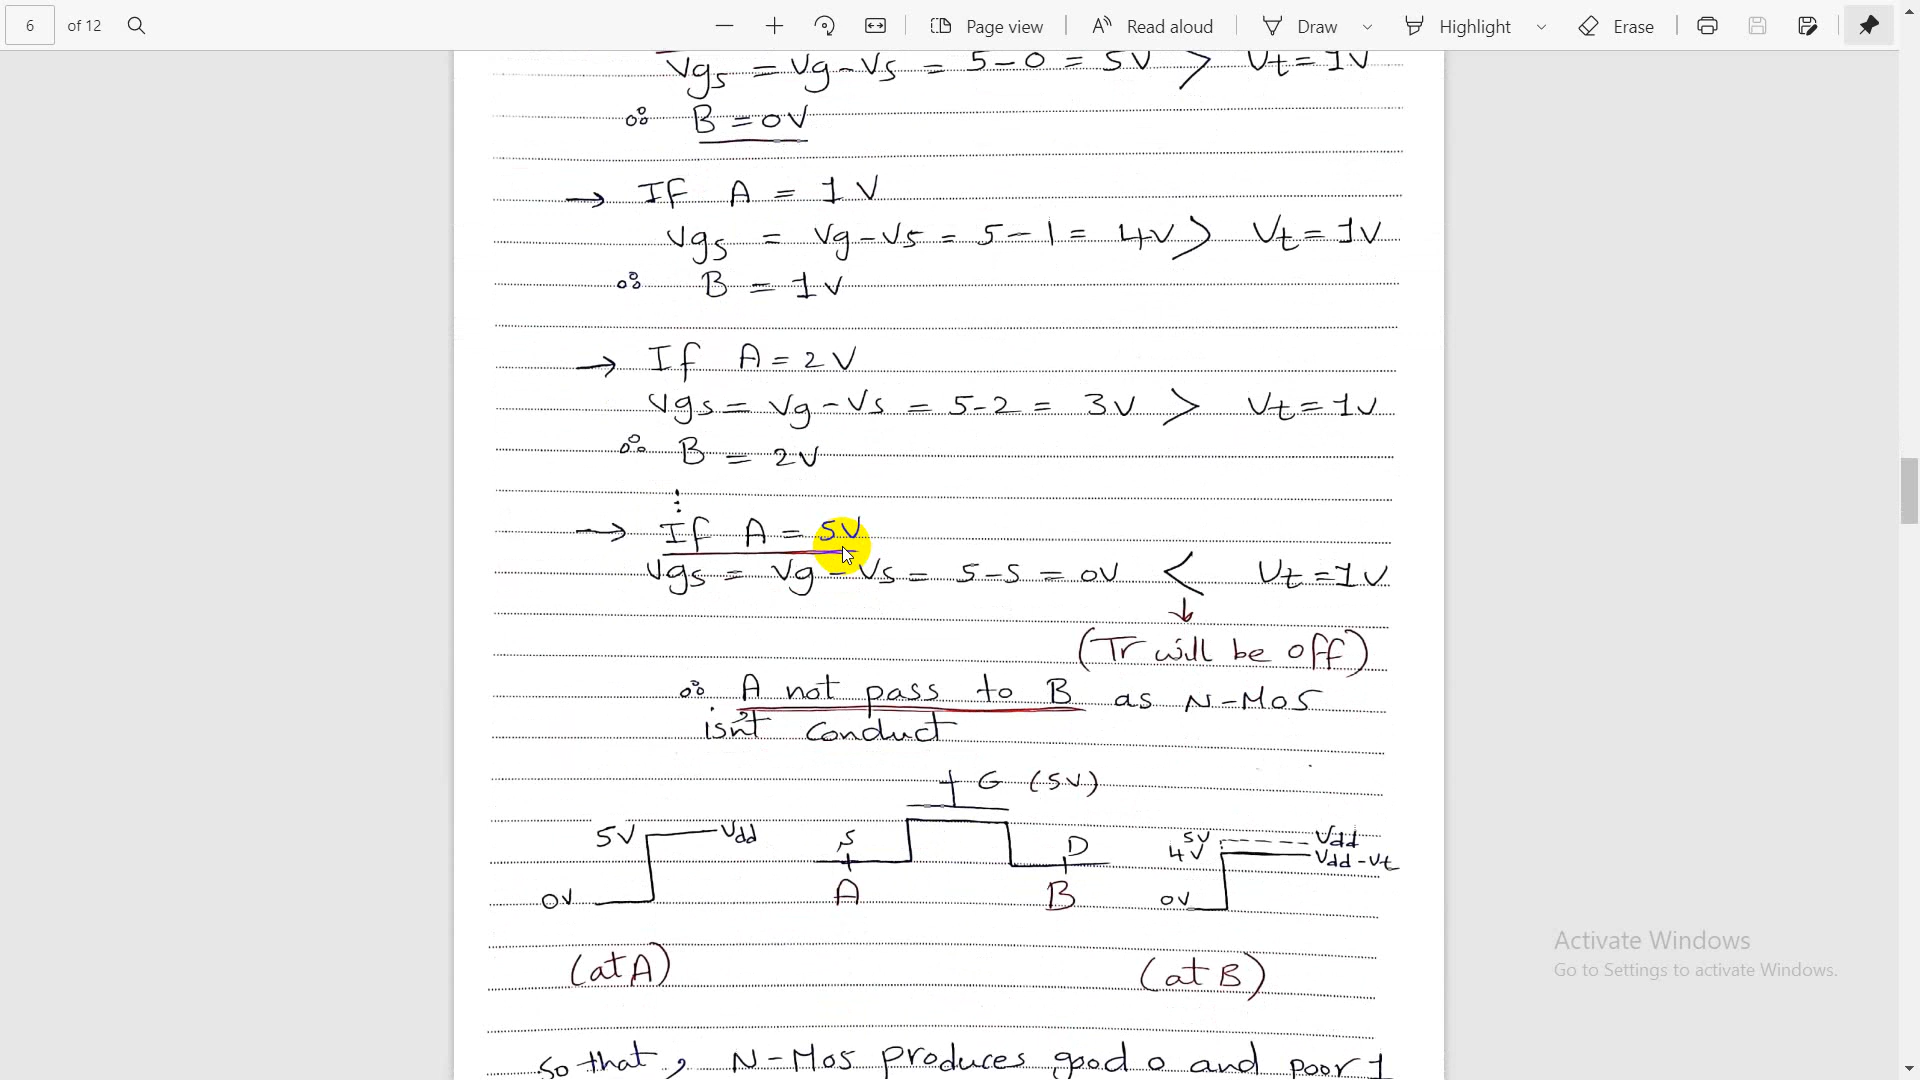 6 of 12 Page view Read aloud Draw Highlight Erase
Vgs = Vg-Vs = 5-0 = 5V > Vt=1V
∴ B=0V
→ If A = 1V
Vgs = Vg-Vs = 5-1 = 4V > Vt=1V
∴ B = 1V
→ If A=2V
Vgs = Vg-Vs = 5-2 = 3V > Vt=1V
∴ B = 2V
⋮
→ If A = 5V
Vgs = Vg-Vs = 5-5 = 0V < Vt=1V
↓
(Tr will be off)
∴ A not pass to B as N-MOS
isn't conduct
G (5V)
5V Vdd S D 5V Vdd
4V Vdd-Vt
0V A B 0V
(at A) (at B)
Activate Windows
Go to Settings to activate Windows.
so that, N-MOS produces good 0 and poor 1